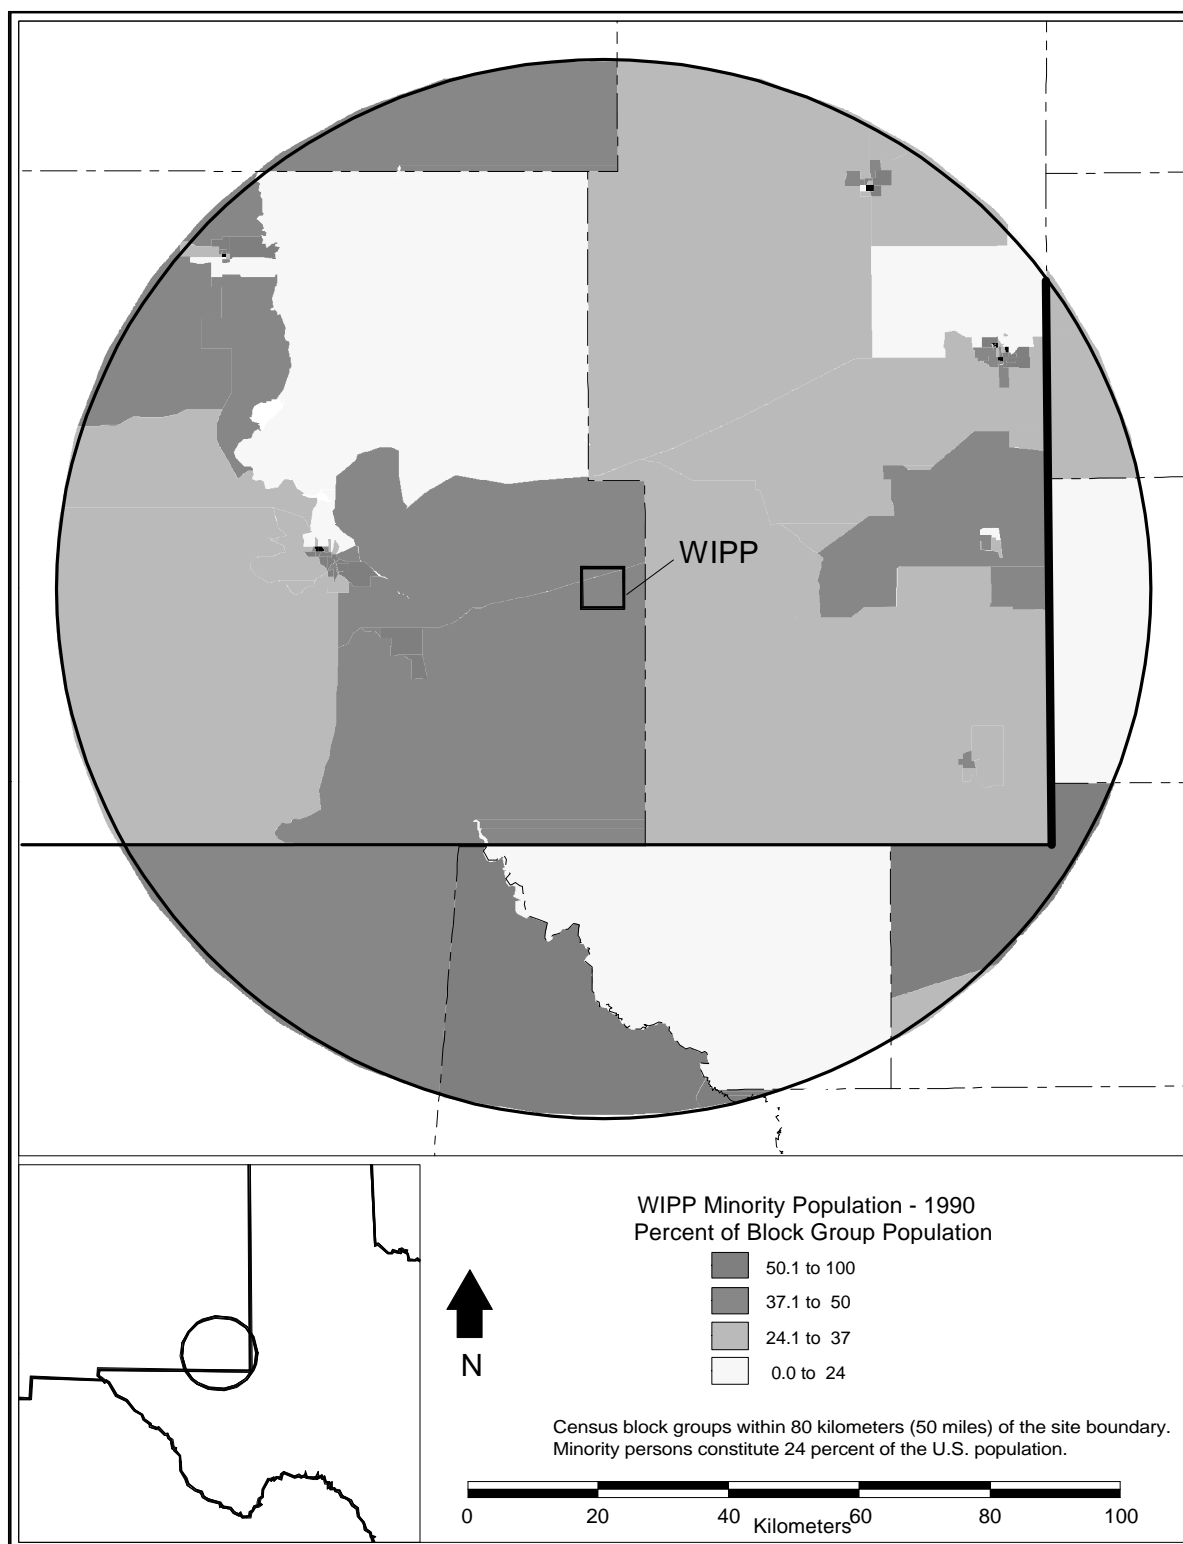 WIPP
WIPP Minority Population - 1990
Percent of Block Group Population
50.1 to 100
37.1 to 50
24.1 to 37
0.0 to 24
N
Census block groups within 80 kilometers (50 miles) of the site boundary.
Minority persons constitute 24 percent of the U.S. population.
0 20 40 60 80 100
Kilometers